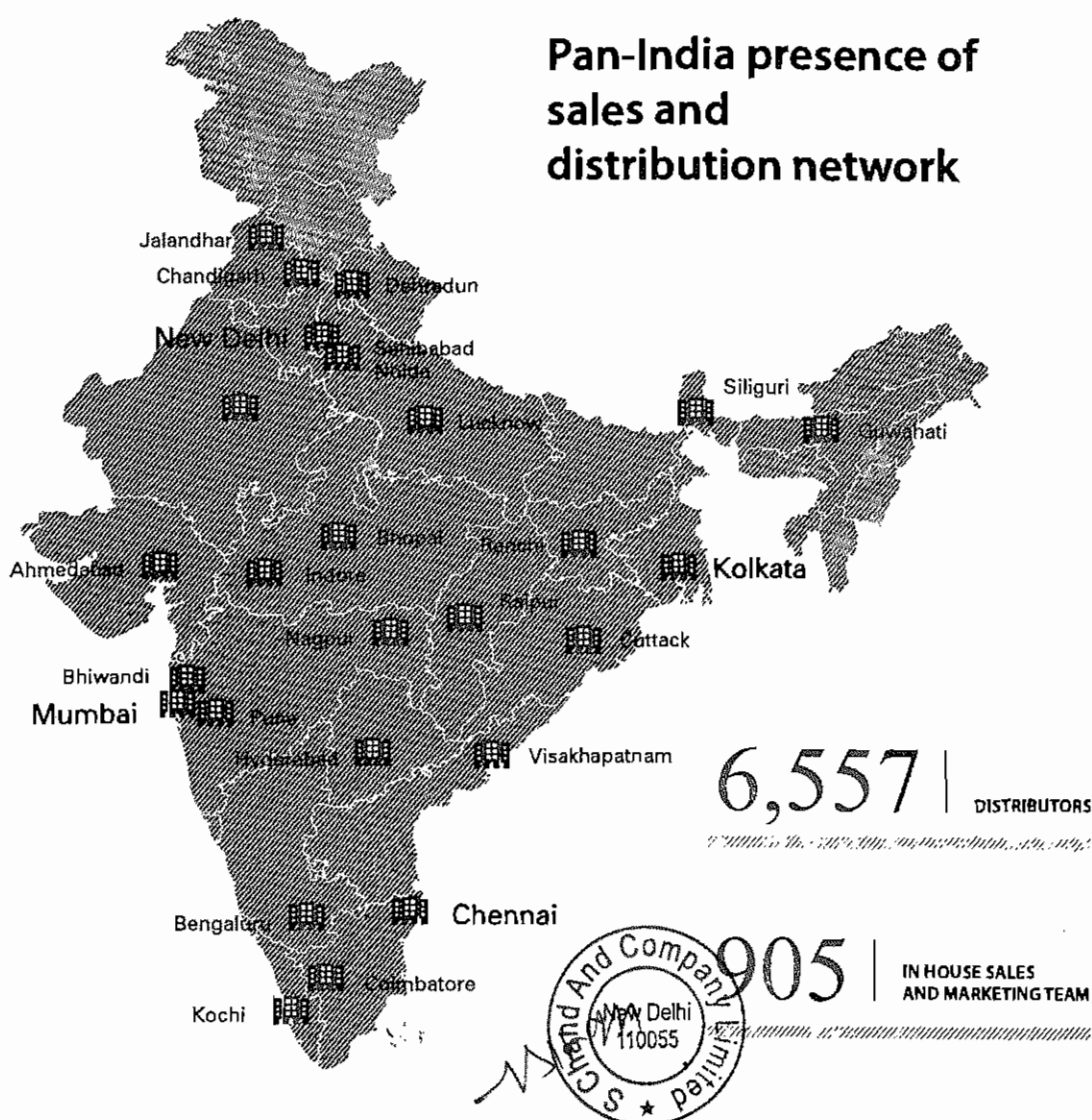 Pan-India presence of
sales and
distribution network
Jalandhar
Chandigarh
Dehradun
New Delhi
Sahibabad
Noida
Lucknow
Siliguri
Guwahati
Bhopal
Ranchi
Ahmedabad
Indore
Kolkata
Raipur
Nagpur
Cuttack
Bhiwandi
Mumbai
Pune
Hyderabad
Visakhapatnam
6,557
DISTRIBUTORS
Bengaluru
Chennai
905
IN HOUSE SALES
AND MARKETING TEAM
Coimbatore
Kochi
S Chand And Company Limited
New Delhi
110055